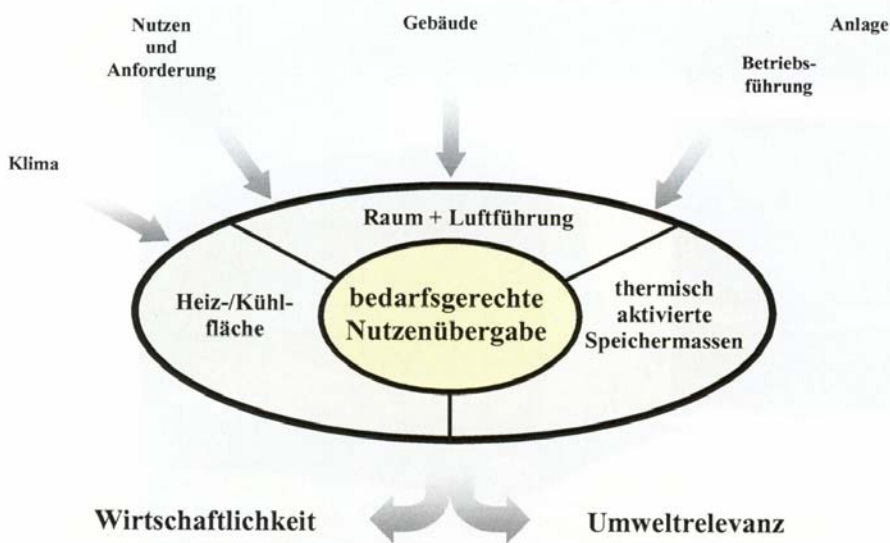 Nutzen
und
Anforderung
Gebäude
Anlage
Betriebs-
führung
Klima
Raum + Luftführung
Heiz-/Kühl-
fläche
bedarfsgerechte
Nutzenübergabe
thermisch
aktivierte
Speichermassen
Wirtschaftlichkeit
Umweltrelevanz